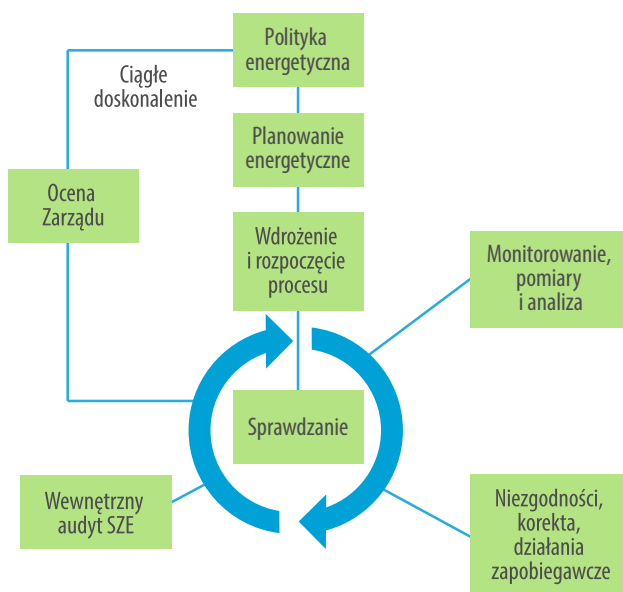 Polityka
energetyczna
Ciągłe
doskonalenie
Planowanie
energetyczne
Ocena
Zarządu
Wdrożenie
i rozpoczęcie
procesu
Monitorowanie,
pomiary
i analiza
Sprawdzanie
Wewnętrzny
audyt SZE
Niezgodności,
korekta,
działania
zapobiegawcze